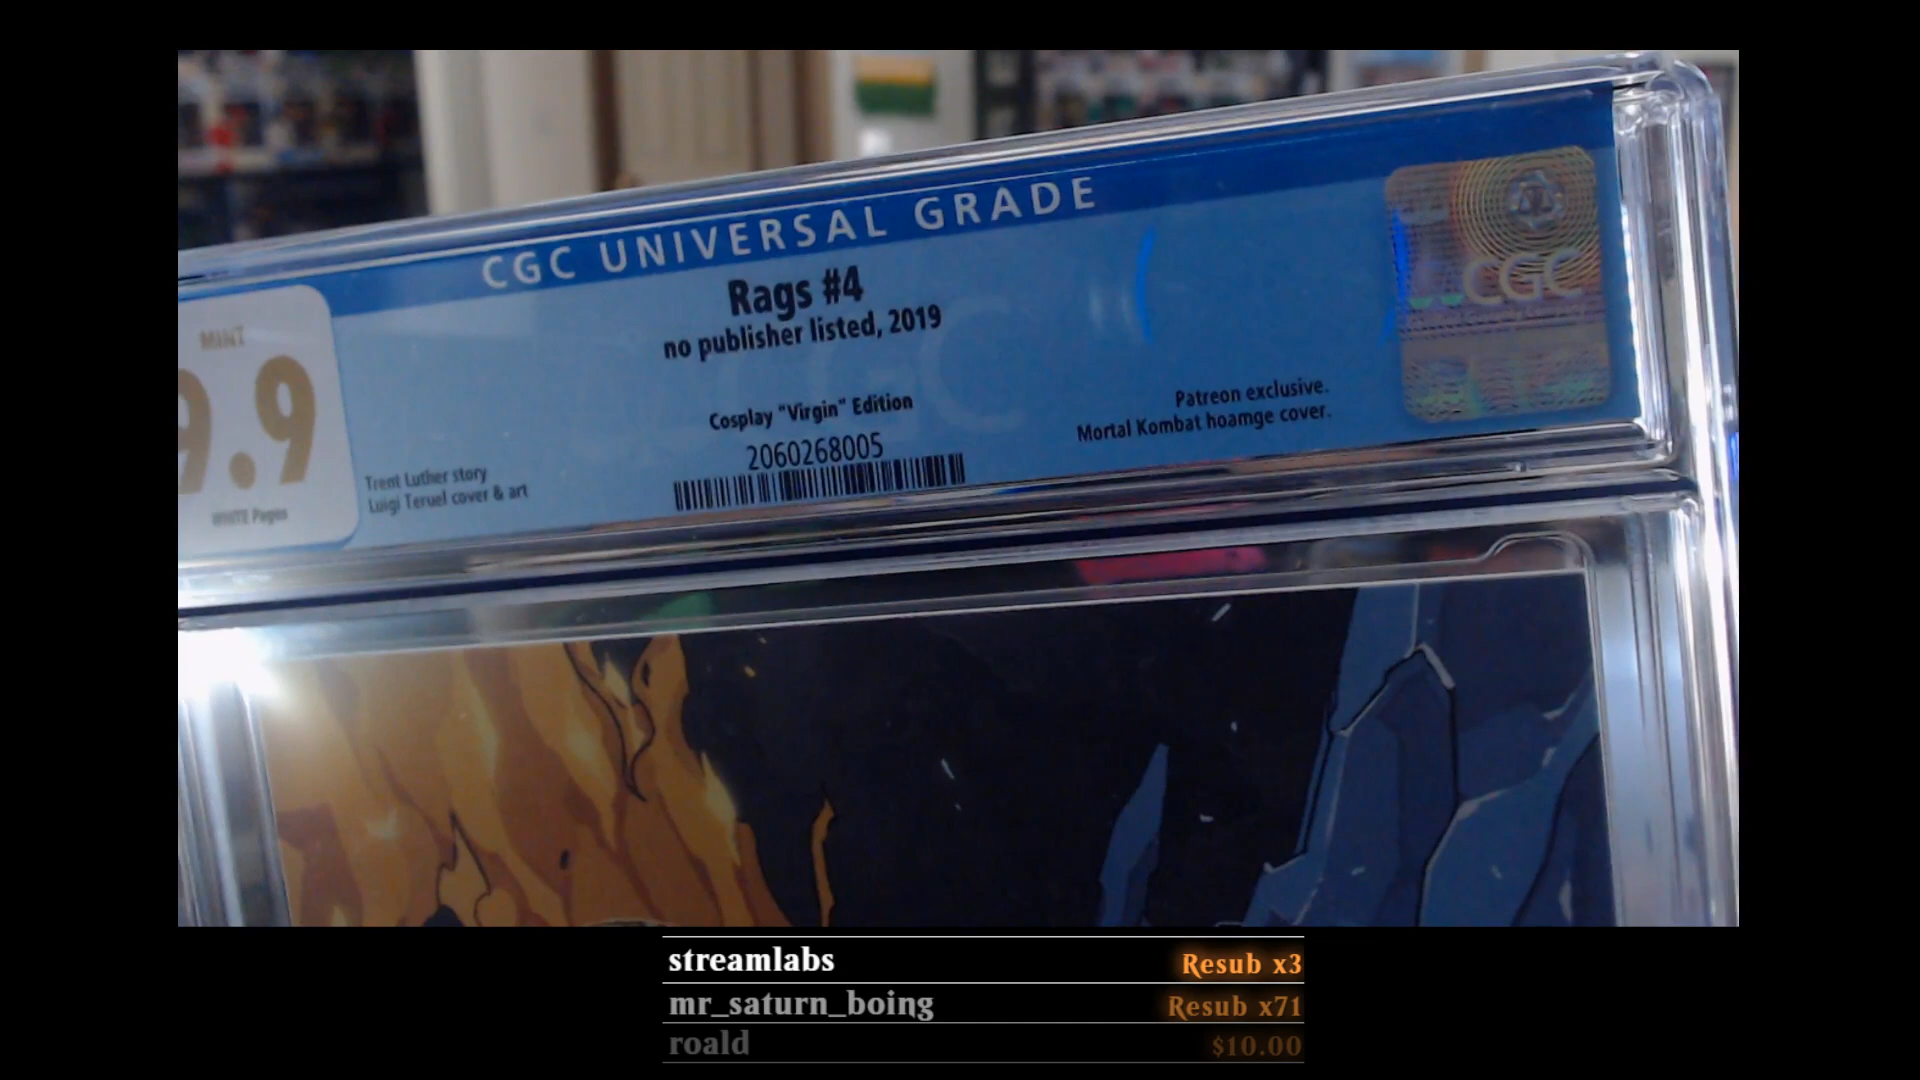 CGC UNIVERSAL GRADE
Rags #4
no publisher listed, 2019
MINT
9.9
WHITE Pages
Cosplay "Virgin" Edition
2060268005
Trent Luther story
Luigi Teruel cover & art
Patreon exclusive.
Mortal Kombat hoamge cover.
CGC
streamlabs Resub x3
mr_saturn_boing Resub x71
roald $10.00